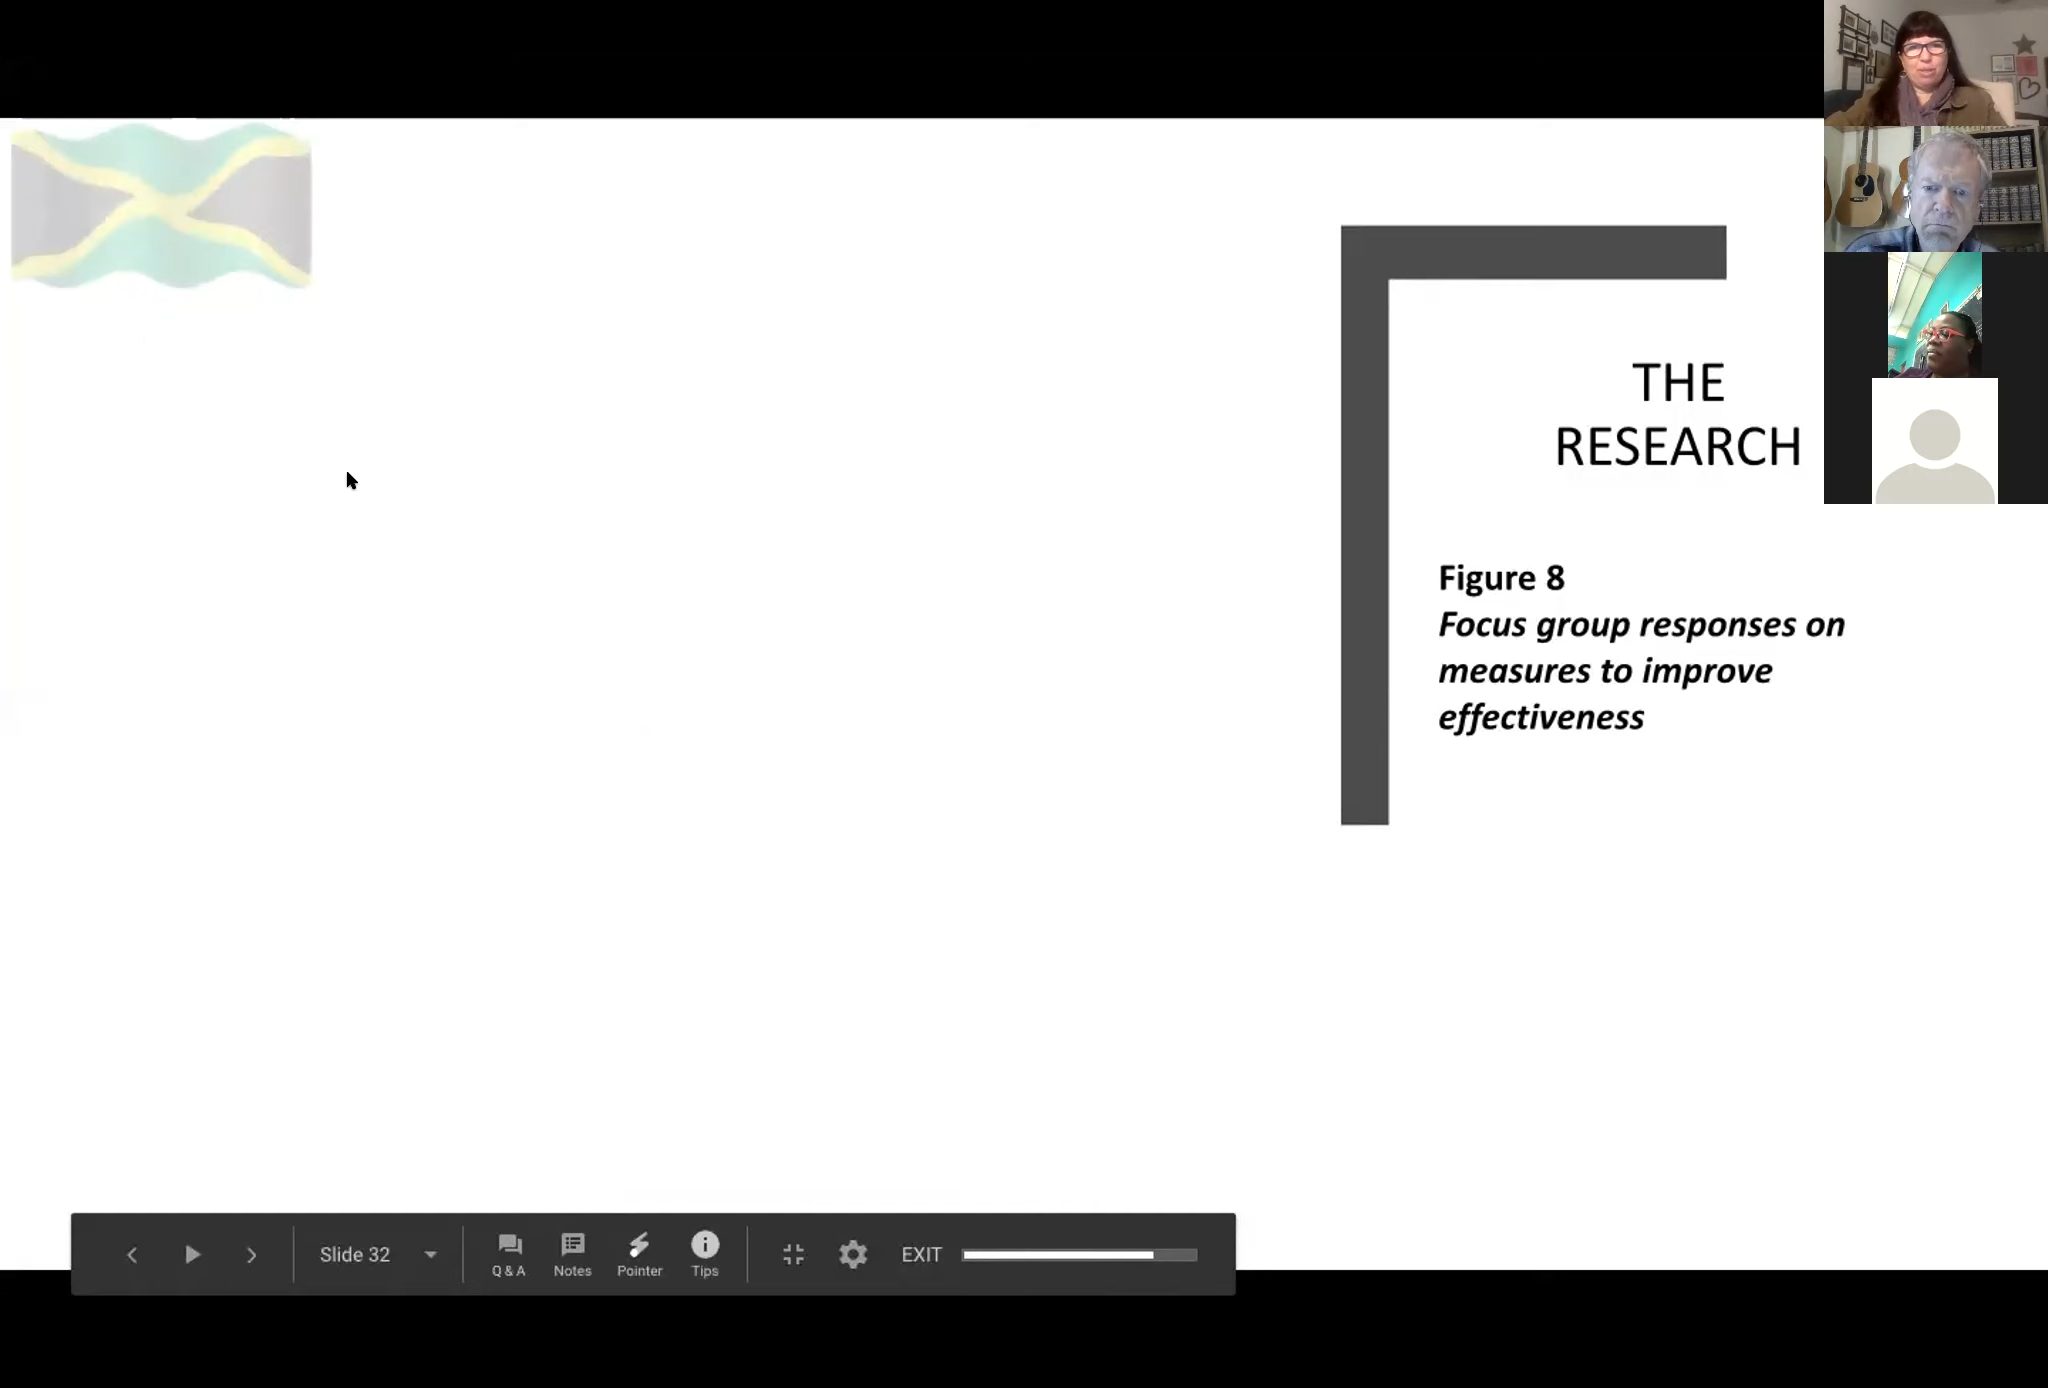 THE
RESEARCH
Figure 8
Focus group responses on
measures to improve
effectiveness
Slide 32
Q & A
Notes
Pointer
Tips
EXIT